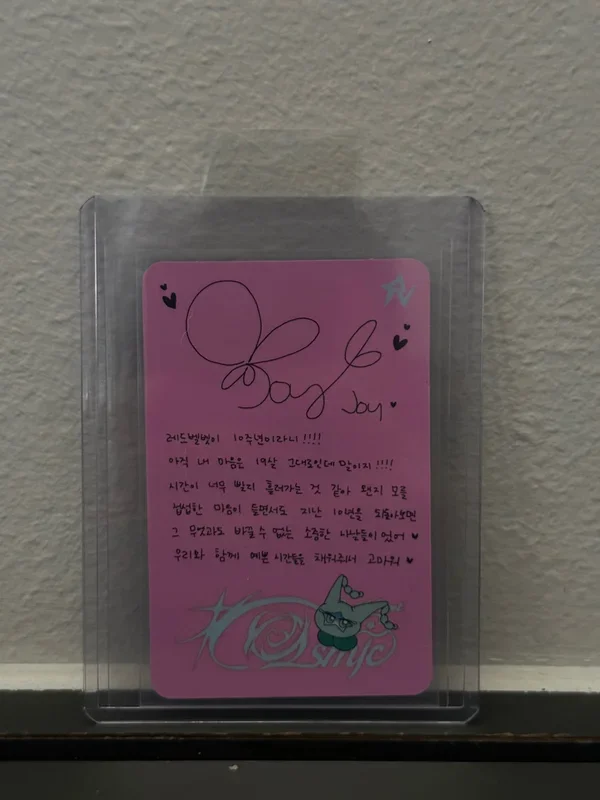 Joy
Joy
레드벨벳이 10주년이라니!!!!
아직 내 마음은 19살 그대로인데 말이지!!!!
시간이 너무 빨리 흘러가는 것 같아 왠지 모를
섭섭한 마음이 들면서도 지난 10년을 되돌아보면
그 무엇과도 바꿀 수 없는 소중한 시간들이었어 ♥
우리와 함께 예쁜 시간들을 채워줘서 고마워 ♥
Cosmic